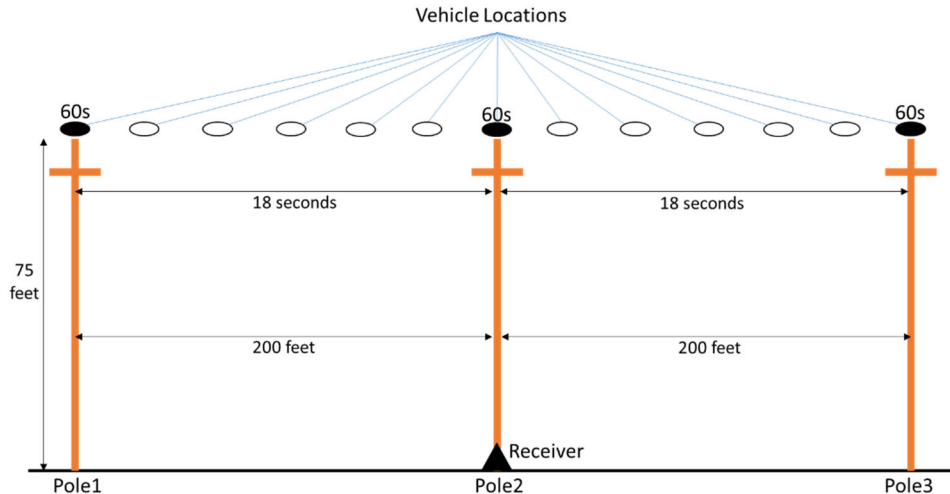 Vehicle Locations
60s
60s
60s
18 seconds
18 seconds
75
feet
200 feet
200 feet
Receiver
Pole1
Pole2
Pole3